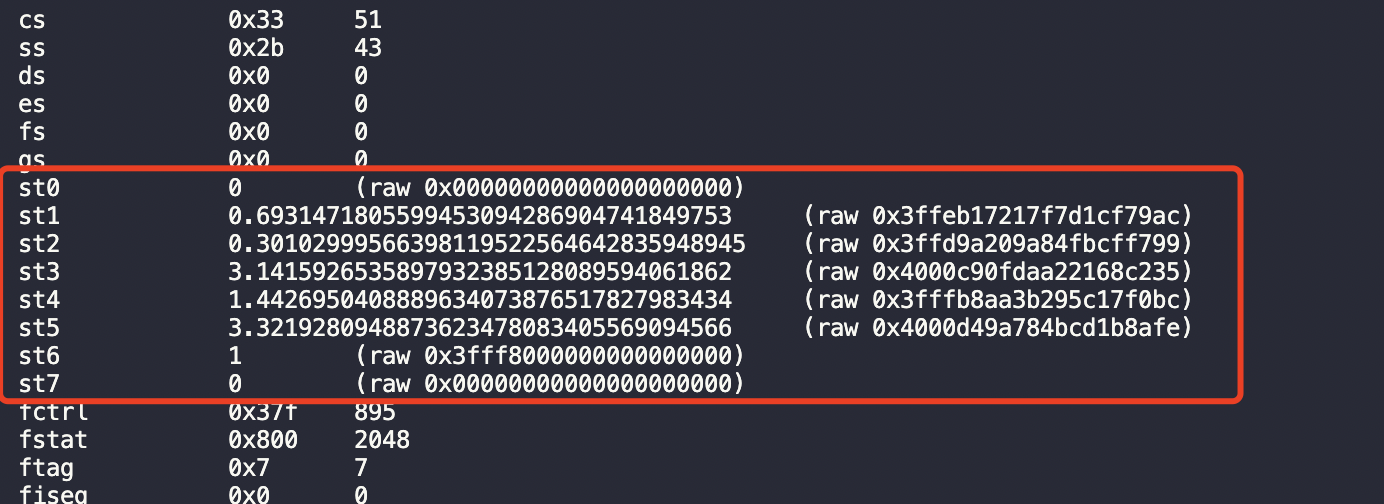 cs 0x33 51
ss 0x2b 43
ds 0x0 0
es 0x0 0
fs 0x0 0
gs 0x0 0
st0 0 (raw 0x00000000000000000000)
st1 0.693147180559945309428690474184975​3 (raw 0x3ffeb17217f7d1cf79ac)
st2 0.301029995663981195225646428359489​45 (raw 0x3ffd9a209a84fbcff799)
st3 3.14159265358979323851280895940618​62 (raw 0x4000c90fdaa22168c235)
st4 1.44269504088896340738765178279834​34 (raw 0x3fffb8aa3b295c17f0bc)
st5 3.32192809488736234780834055690945​66 (raw 0x4000d49a784bcd1b8afe)
st6 1 (raw 0x3fff8000000000000000)
st7 0 (raw 0x00000000000000000000)
fctrl 0x37f 895
fstat 0x800 2048
ftag 0x7 7
fiseg 0x0 0